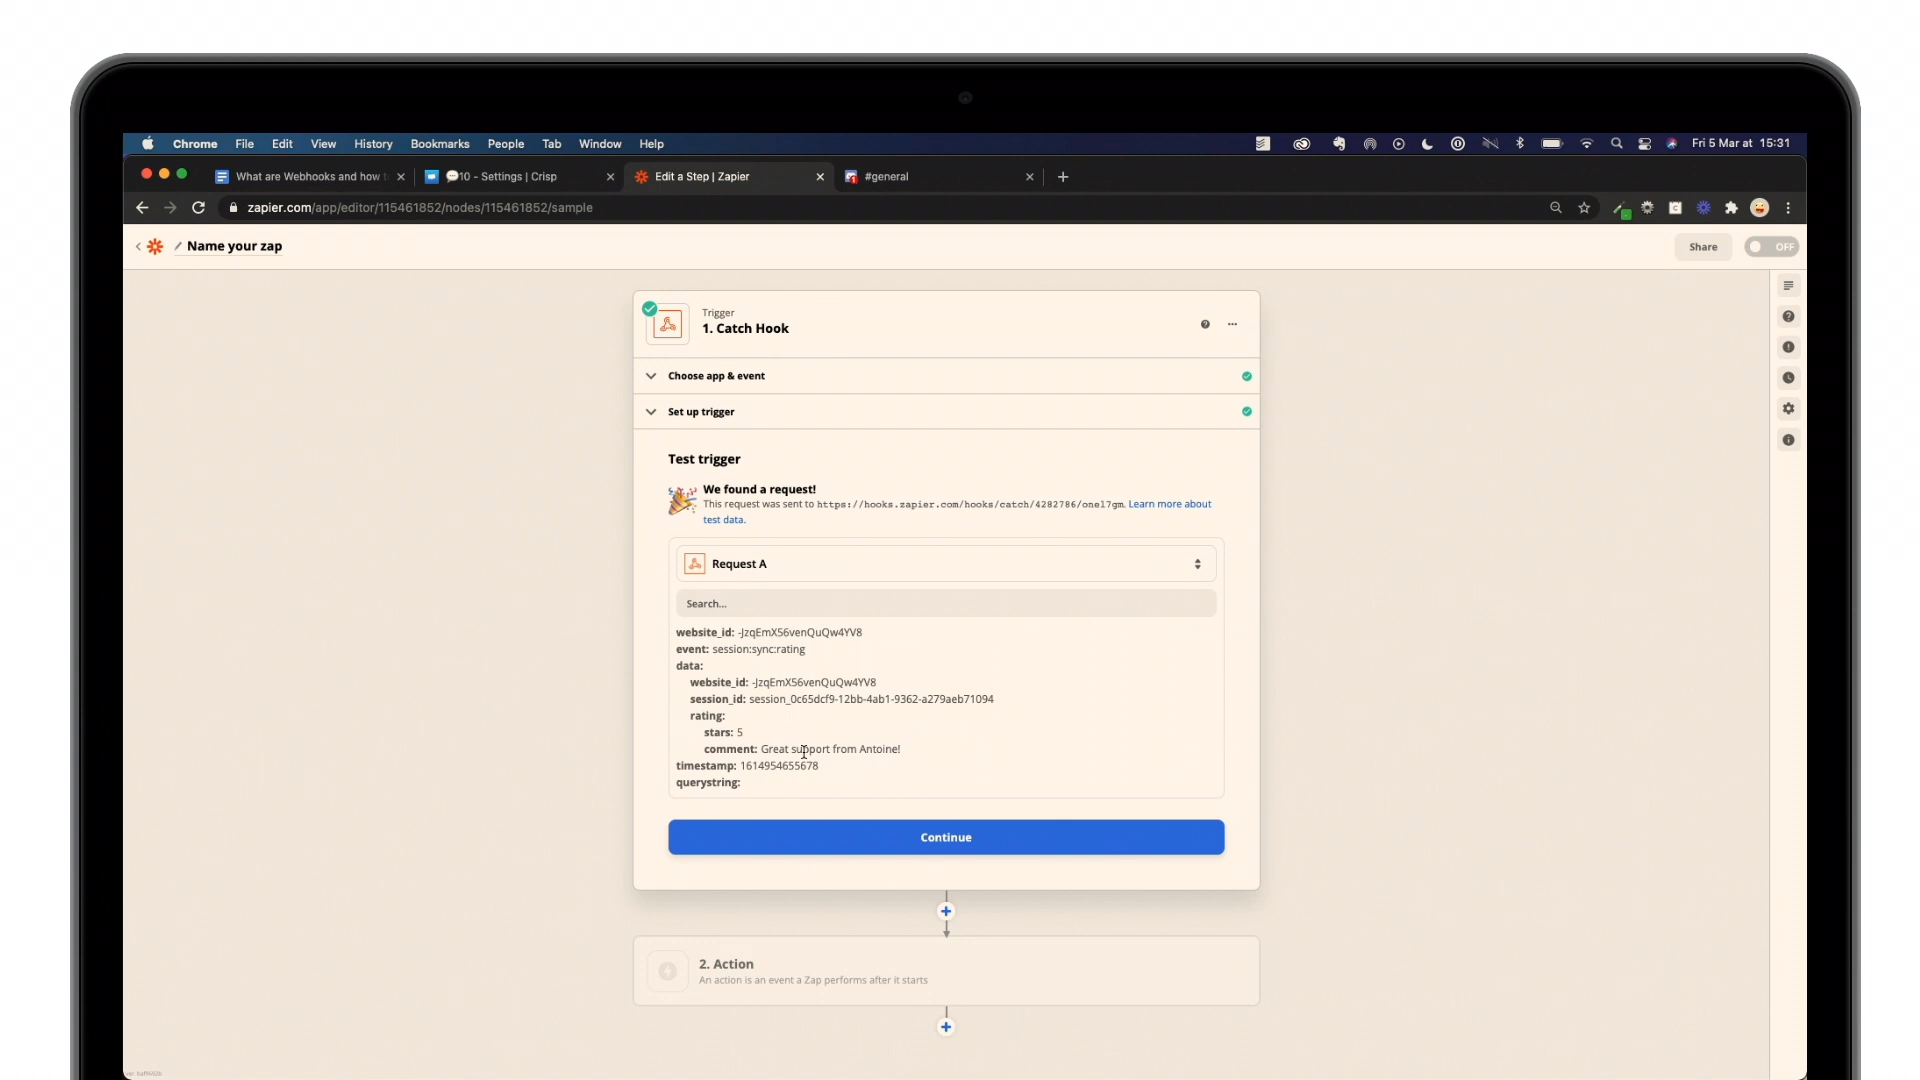 Chrome File Edit View History Bookmarks People Tab Window Help Fri 5 Mar at 15:31
What are Webhooks and how t 10 - Settings | Crisp Edit a Step | Zapier #general
zapier.com/app/editor/115461852/nodes/115461852/sample
Name your zap Share OFF
Trigger
1. Catch Hook
Choose app & event
Set up trigger
Test trigger
We found a request!
This request was sent to https://hooks.zapier.com/hooks/catch/4282786/onel7gm. Learn more about
test data.
Request A
Search...
website_id: -JzqEmX56venQuQw4YV8
event: session:sync:rating
data:
website_id: -JzqEmX56venQuQw4YV8
session_id: session_0c65dcf9-12bb-4ab1-9362-a279aeb71094
rating:
stars: 5
comment: Great support from Antoine!
timestamp: 1614954655678
querystring:
Continue
2. Action
An action is an event a Zap performs after it starts